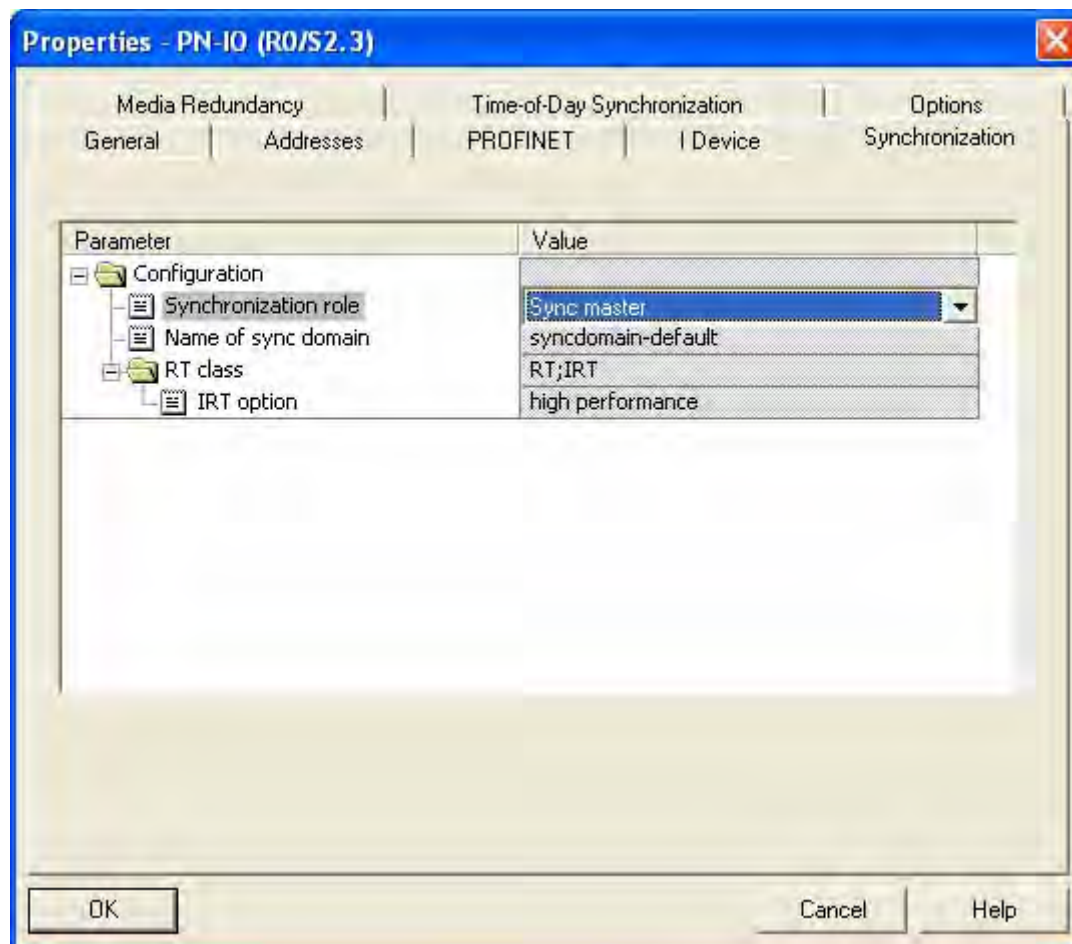 Properties - PN-IO (R0/S2.3)
Media Redundancy Time-of-Day Synchronization Options
General Addresses PROFINET I Device Synchronization
Parameter Value
Configuration
Synchronization role Sync master
Name of sync domain syncdomain-default
RT class RT;IRT
IRT option high performance
OK Cancel Help